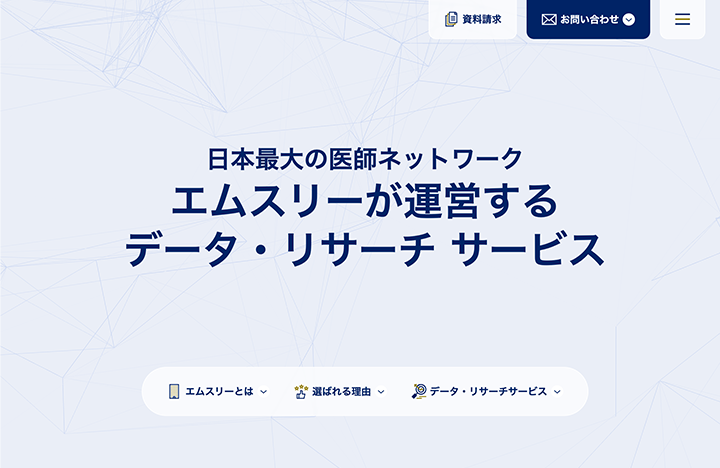 資料請求
お問い合わせ
日本最大の医師ネットワーク
エムスリーが運営する
データ・リサーチ サービス
エムスリーとは
選ばれる理由
データ・リサーチサービス